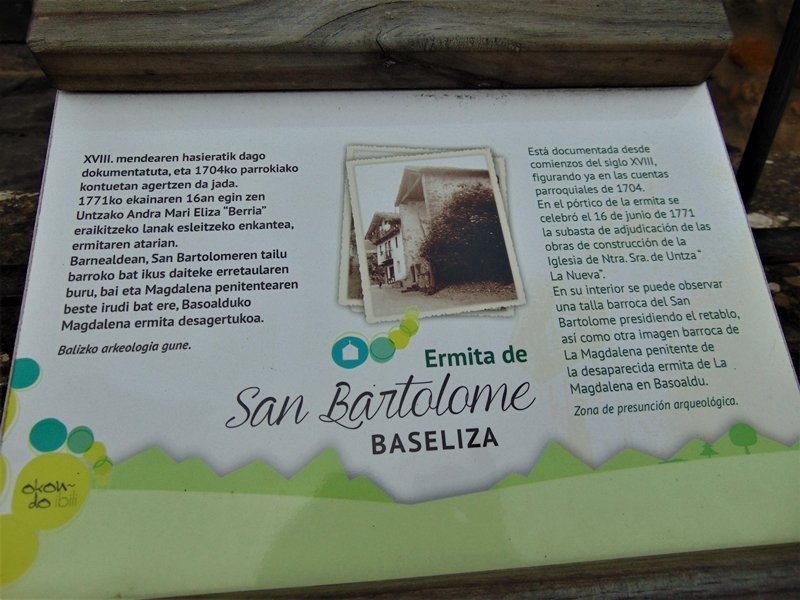 XVIII. mendearen hasieratik dago
dokumentatuta, eta 1704ko parrokiako
kontuetan agertzen da jada.
1771ko ekainaren 16an egin zen
Untzako Andra Mari Eliza “Berria”
eraikitzeko lanak esleitzeko enkantea,
ermitaren atarian.
Barnealdean, San Bartolomeren tailu
barroko bat ikus daiteke erretaularen
buru, bai eta Magdalena penitentearen
beste irudi bat ere, Basoalduko
Magdalena ermita desagertukoa.
Balizko arkeologia gune.
Está documentada desde
comienzos del siglo XVIII,
figurando ya en las cuentas
parroquiales de 1704.
En el pórtico de la ermita se
celebró el 16 de junio de 1771
la subasta de adjudicación de las
obras de construcción de la
Iglesia de Ntra. Sra. de Untza “
La Nueva”.
En su interior se puede observar
una talla barroca del San
Bartolome presidiendo el retablo,
así como otra imagen barroca de
La Magdalena penitente de
la desaparecida ermita de La
Magdalena en Basoaldu.
Zona de presunción arqueológica.
Ermita de
San Bartolome
BASELIZA
okon~
do ibili